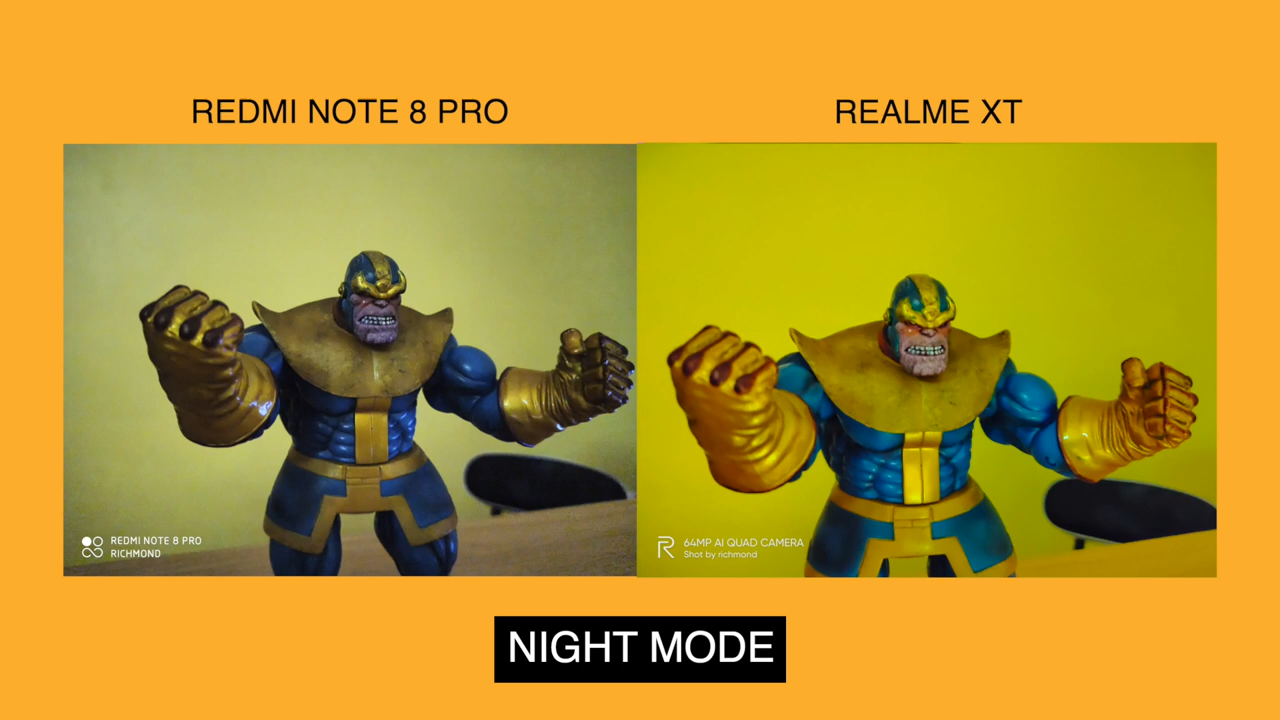 REDMI NOTE 8 PRO
REALME XT
REDMI NOTE 8 PRO
RICHMOND
64MP AI QUAD CAMERA
Shot by richmond
NIGHT MODE